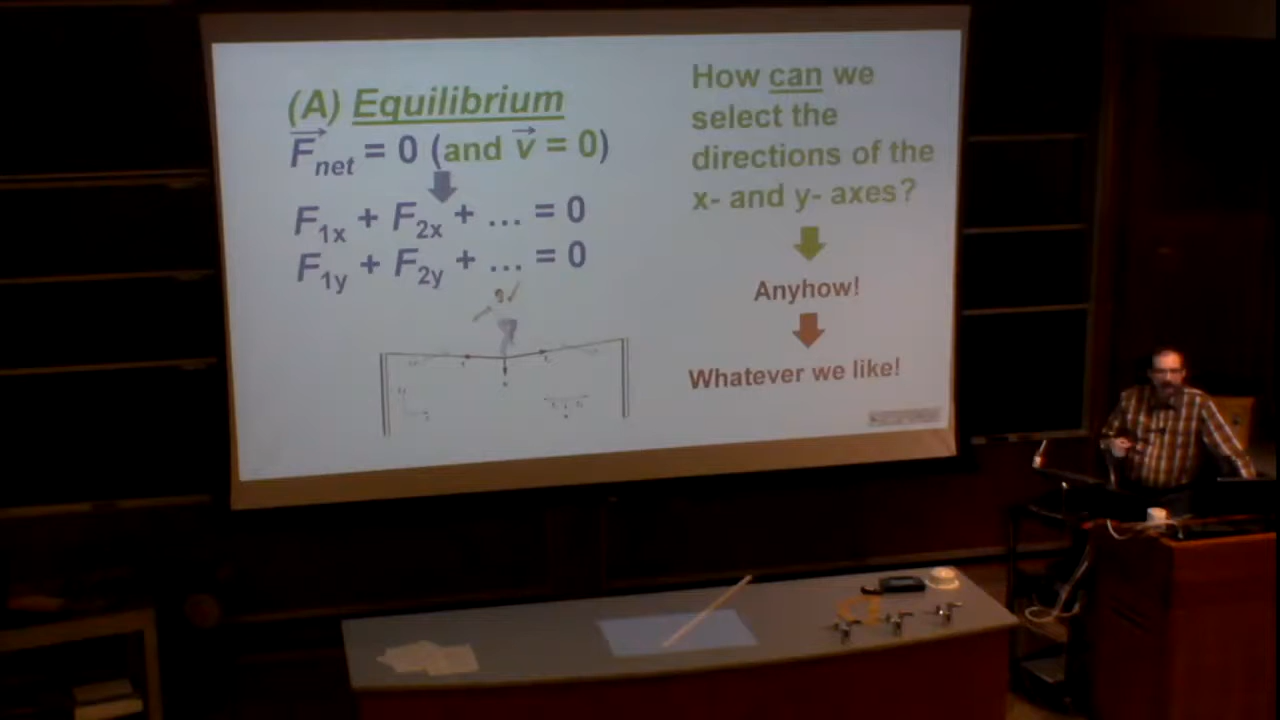 (A) Equilibrium
F⃗net = 0 (and v⃗ = 0)
F1x + F2x + ... = 0
F1y + F2y + ... = 0
How can we
select the
directions of the
x- and y- axes?
Anyhow!
Whatever we like!